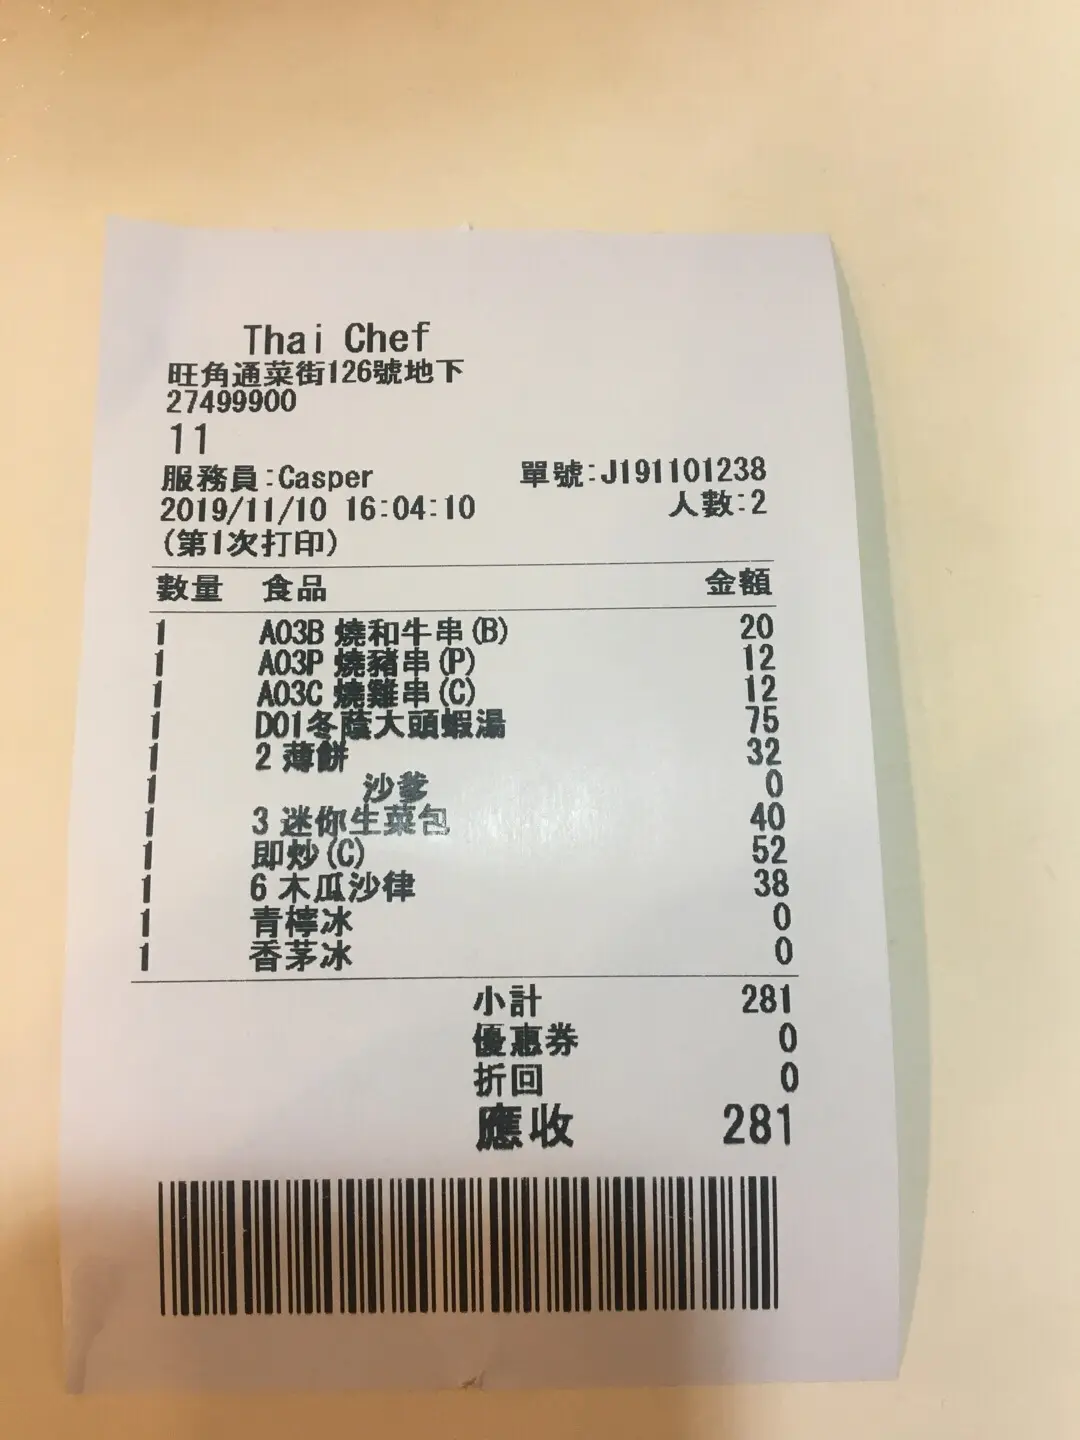 Thai Chef
旺角通菜街126號地下
27499900
11
服務員:Casper 單號:J191101238
2019/11/10 16:04:10 人數:2
(第1次打印)
數量 食品 金額
1 A03B 燒和牛串(B) 20
1 A03P 燒豬串(P) 12
1 A03C 燒雞串(C) 12
1 D01冬蔭大頭蝦湯 75
1 2 薄餅 32
1 沙爹 0
1 3 迷你生菜包 40
1 即炒(C) 52
1 6 木瓜沙律 38
1 青檸冰 0
1 香茅冰 0
小計 281
優惠券 0
折回 0
應收 281